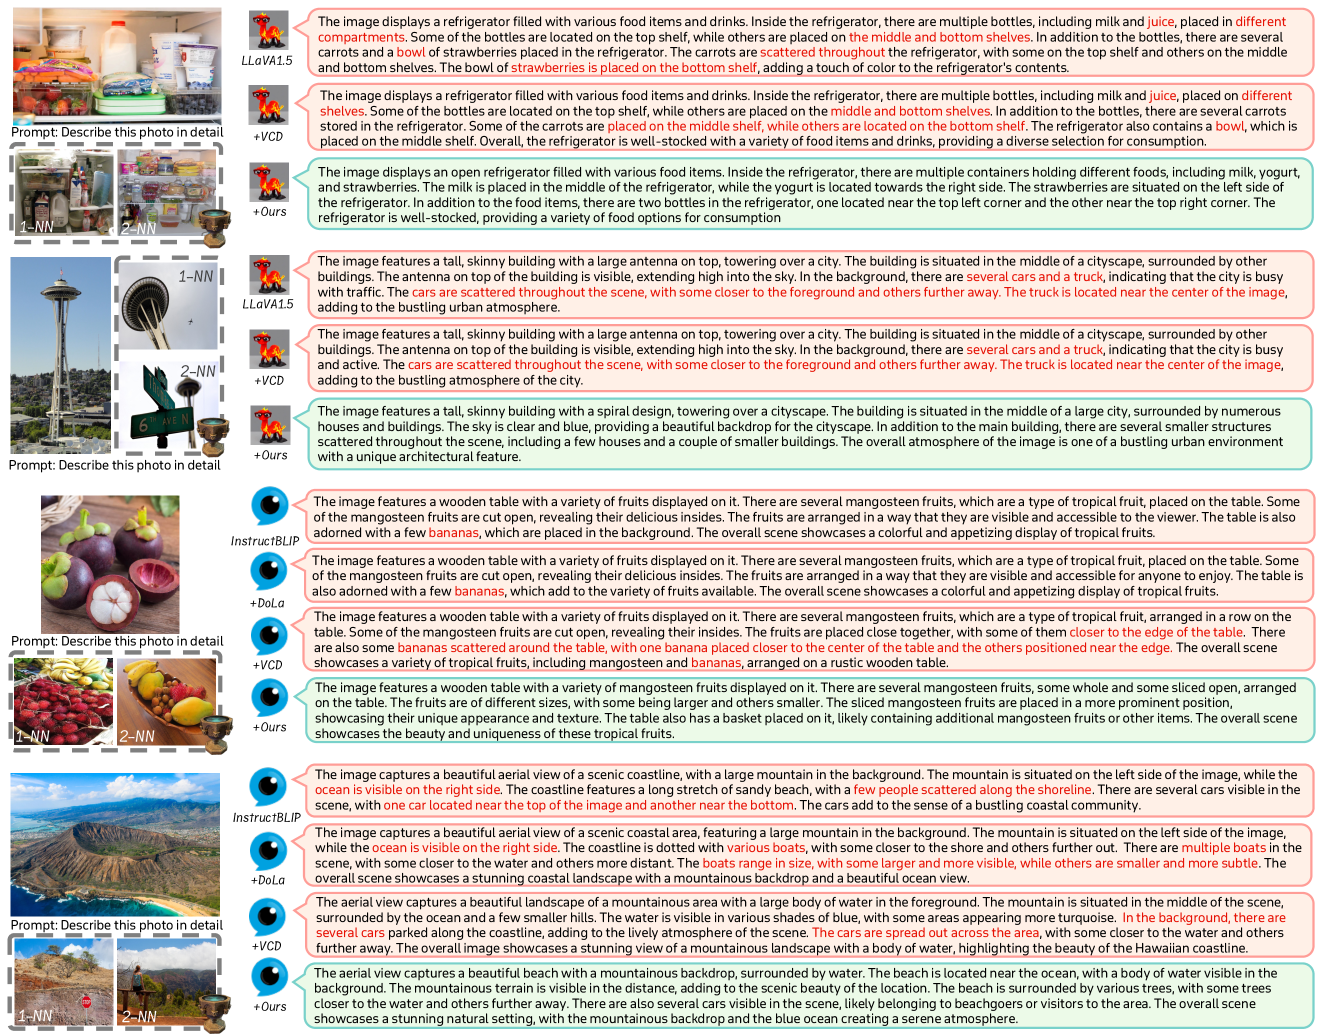 The image displays a refrigerator filled with various food items and drinks. Inside the refrigerator, there are multiple bottles, including milk and juice, placed in different
compartments. Some of the bottles are located on the top shelf, while others are placed on the middle and bottom shelves. In addition to the bottles, there are several
carrots and a bowl of strawberries placed in the refrigerator. The carrots are scattered throughout the refrigerator, with some on the top shelf and others on the middle
and bottom shelves. The bowl of strawberries is placed on the bottom shelf, adding a touch of color to the refrigerator's contents.
LLaVA1.5
The image displays a refrigerator filled with various food items and drinks. Inside the refrigerator, there are multiple bottles, including milk and juice, placed on different
shelves. Some of the bottles are located on the top shelf, while others are placed on the middle and bottom shelves. In addition to the bottles, there are several carrots
stored in the refrigerator. Some of the carrots are placed on the middle shelf, while others are located on the bottom shelf. The refrigerator also contains a bowl, which is
placed on the middle shelf. Overall, the refrigerator is well-stocked with a variety of food items and drinks, providing a diverse selection for consumption.
+VCD
Prompt: Describe this photo in detail
1-NN
2-NN
The image displays an open refrigerator filled with various food items. Inside the refrigerator, there are multiple containers holding different foods, including milk, yogurt,
and strawberries. The milk is placed in the middle of the refrigerator, while the yogurt is located towards the right side. The strawberries are situated on the left side of
the refrigerator. In addition to the food items, there are two bottles in the refrigerator, one located near the top left corner and the other near the top right corner. The
refrigerator is well-stocked, providing a variety of food options for consumption
+Ours
The image features a tall, skinny building with a large antenna on top, towering over a city. The building is situated in the middle of a cityscape, surrounded by other
buildings. The antenna on top of the building is visible, extending high into the sky. In the background, there are several cars and a truck, indicating that the city is busy
with traffic. The cars are scattered throughout the scene, with some closer to the foreground and others further away. The truck is located near the center of the image,
adding to the bustling urban atmosphere.
LLaVA1.5
1-NN
The image features a tall, skinny building with a large antenna on top, towering over a city. The building is situated in the middle of a cityscape, surrounded by other
buildings. The antenna on top of the building is visible, extending high into the sky. In the background, there are several cars and a truck, indicating that the city is busy
and active. The cars are scattered throughout the scene, with some closer to the foreground and others further away. The truck is located near the center of the image,
adding to the bustling atmosphere of the city.
+VCD
2-NN
6TH AVE N
The image features a tall, skinny building with a spiral design, towering over a cityscape. The building is situated in the middle of a large city, surrounded by numerous
houses and buildings. The sky is clear and blue, providing a beautiful backdrop for the cityscape. In addition to the main building, there are several smaller structures
scattered throughout the scene, including a few houses and a couple of smaller buildings. The overall atmosphere of the image is one of a bustling urban environment
with a unique architectural feature.
+Ours
Prompt: Describe this photo in detail
The image features a wooden table with a variety of fruits displayed on it. There are several mangosteen fruits, which are a type of tropical fruit, placed on the table. Some
of the mangosteen fruits are cut open, revealing their delicious insides. The fruits are arranged in a way that they are visible and accessible to the viewer. The table is also
adorned with a few bananas, which are placed in the background. The overall scene showcases a colorful and appetizing display of tropical fruits.
InstructBLIP
The image features a wooden table with a variety of fruits displayed on it. There are several mangosteen fruits, which are a type of tropical fruit, placed on the table. Some
of the mangosteen fruits are cut open, revealing their delicious insides. The fruits are arranged in a way that they are visible and accessible for anyone to enjoy. The table is
also adorned with a few bananas, which add to the variety of fruits available. The overall scene showcases a colorful and appetizing display of tropical fruits.
+DoLa
The image features a wooden table with a variety of fruits displayed on it. There are several mangosteen fruits, which are a type of tropical fruit, arranged in a row on the
table. Some of the mangosteen fruits are cut open, revealing their insides. The fruits are placed close together, with some of them closer to the edge of the table. There
are also some bananas scattered around the table, with one banana placed closer to the center of the table and the others positioned near the edge. The overall scene
showcases a variety of tropical fruits, including mangosteen and bananas, arranged on a rustic wooden table.
+VCD
Prompt: Describe this photo in detail
1-NN
2-NN
The image features a wooden table with a variety of mangosteen fruits displayed on it. There are several mangosteen fruits, some whole and some sliced open, arranged
on the table. The fruits are of different sizes, with some being larger and others smaller. The sliced mangosteen fruits are placed in a more prominent position,
showcasing their unique appearance and texture. The table also has a basket placed on it, likely containing additional mangosteen fruits or other items. The overall scene
showcases the beauty and uniqueness of these tropical fruits.
+Ours
The image captures a beautiful aerial view of a scenic coastline, with a large mountain in the background. The mountain is situated on the left side of the image, while the
ocean is visible on the right side. The coastline features a long stretch of sandy beach, with a few people scattered along the shoreline. There are several cars visible in the
scene, with one car located near the top of the image and another near the bottom. The cars add to the sense of a bustling coastal community.
InstructBLIP
The image captures a beautiful aerial view of a scenic coastal area, featuring a large mountain in the background. The mountain is situated on the left side of the image,
while the ocean is visible on the right side. The coastline is dotted with various boats, with some closer to the shore and others further out. There are multiple boats in the
scene, with some closer to the water and others more distant. The boats range in size, with some larger and more visible, while others are smaller and more subtle. The
overall scene showcases a stunning coastal landscape with a mountainous backdrop and a beautiful ocean view.
+DoLa
The aerial view captures a beautiful landscape of a mountainous area with a large body of water in the foreground. The mountain is situated in the middle of the scene,
surrounded by the ocean and a few smaller hills. The water is visible in various shades of blue, with some areas appearing more turquoise. In the background, there are
several cars parked along the coastline, adding to the lively atmosphere of the scene. The cars are spread out across the area, with some closer to the water and others
further away. The overall image showcases a stunning view of a mountainous landscape with a body of water, highlighting the beauty of the Hawaiian coastline.
+VCD
Prompt: Describe this photo in detail
STOP
1-NN
2-NN
The aerial view captures a beautiful beach with a mountainous backdrop, surrounded by water. The beach is located near the ocean, with a body of water visible in the
background. The mountainous terrain is visible in the distance, adding to the scenic beauty of the location. The beach is surrounded by various trees, with some trees
closer to the water and others further away. There are also several cars visible in the scene, likely belonging to beachgoers or visitors to the area. The overall scene
showcases a stunning natural setting, with the mountainous backdrop and the blue ocean creating a serene atmosphere.
+Ours